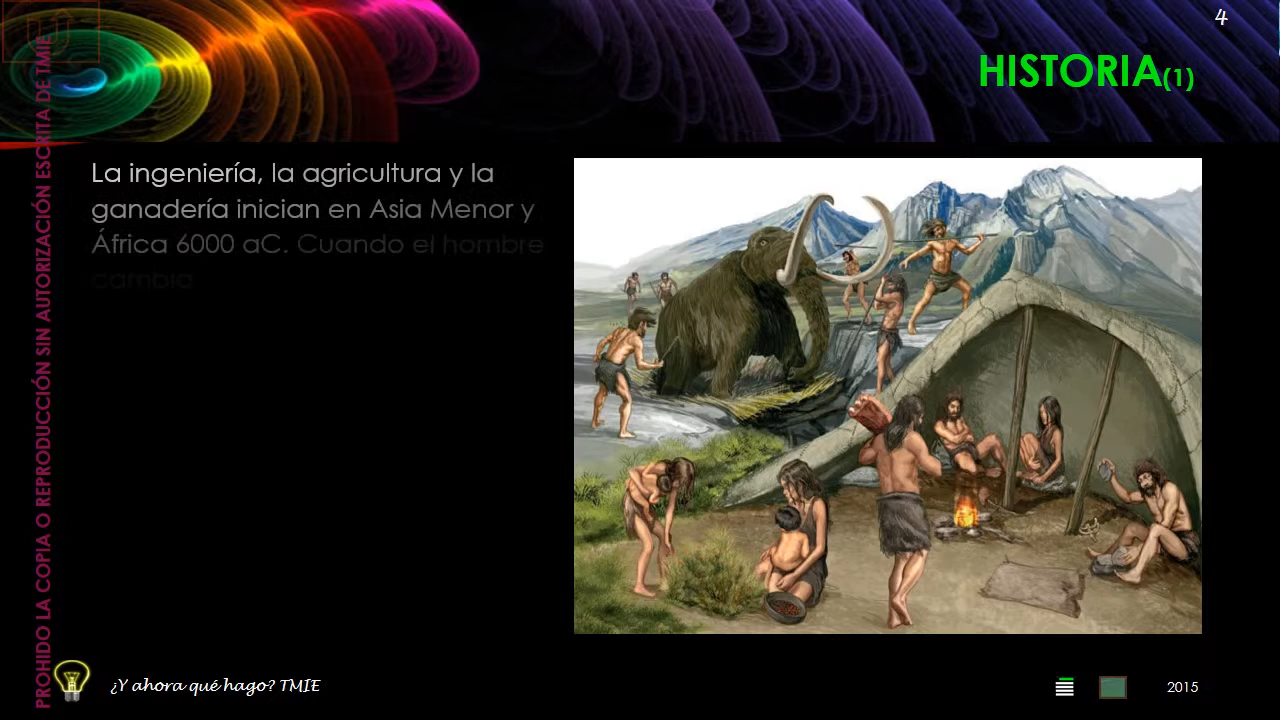 4
HISTORIA(1)
La ingeniería, la agricultura y la
ganadería inician en Asia Menor y
África 6000 aC. Cuando el hombre
cambia
PROHIDO LA COPIA O REPRODUCCIÓN SIN AUTORIZACIÓN ESCRITA DE TMIE
¿Y ahora qué hago? TMIE
2015